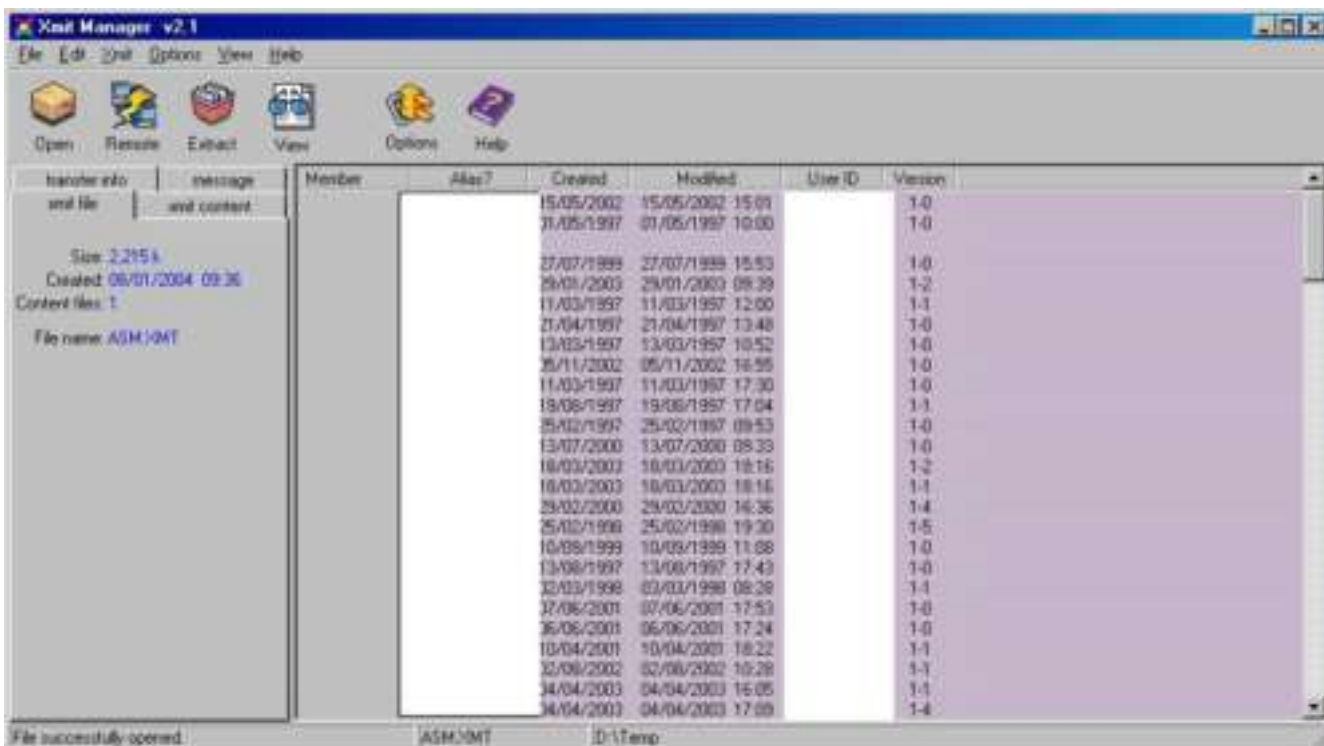 Xmit Manager v2.1
File Edit Xmit Options View Help
Open Remote Extract View Options Help
transfer info message
xmit file xmit content
Size: 2,215 k
Created: 06/01/2004 09:36
Content files: 1
File name: ASM.XMT
Member Alias? Created Modified User ID Version
15/05/2002 15/05/2002 15:01 1-0
01/05/1997 01/05/1997 10:00 1-0
27/07/1999 27/07/1999 15:53 1-0
29/01/2003 29/01/2003 09:39 1-2
11/03/1997 11/03/1997 12:00 1-1
21/04/1997 21/04/1997 13:48 1-0
13/03/1997 13/03/1997 10:52 1-0
05/11/2002 05/11/2002 16:55 1-0
11/03/1997 11/03/1997 17:30 1-0
19/08/1997 19/08/1997 17:04 1-1
25/02/1997 25/02/1997 09:53 1-0
13/07/2000 13/07/2000 09:33 1-0
18/03/2003 18/03/2003 18:16 1-2
18/03/2003 18/03/2003 18:16 1-1
29/02/2000 29/02/2000 16:36 1-4
25/02/1998 25/02/1998 19:30 1-5
10/09/1999 10/09/1999 11:08 1-0
13/08/1997 13/08/1997 17:43 1-0
02/03/1998 03/03/1998 08:28 1-1
07/06/2001 07/06/2001 17:53 1-0
06/06/2001 06/06/2001 17:24 1-0
10/04/2001 10/04/2001 18:22 1-1
02/08/2002 02/08/2002 10:28 1-1
04/04/2003 04/04/2003 16:05 1-1
04/04/2003 04/04/2003 17:09 1-4
File successfully opened. ASM.XMT D:\Temp